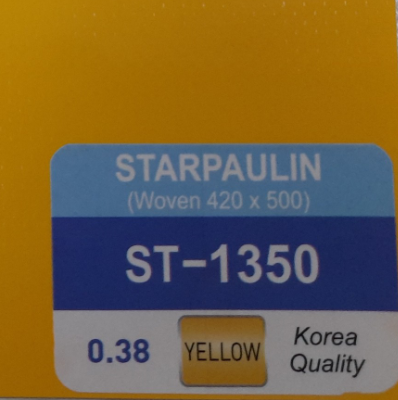 STARPAULIN
(Woven 420 x 500)
ST-1350
0.38
YELLOW
Korea
Quality